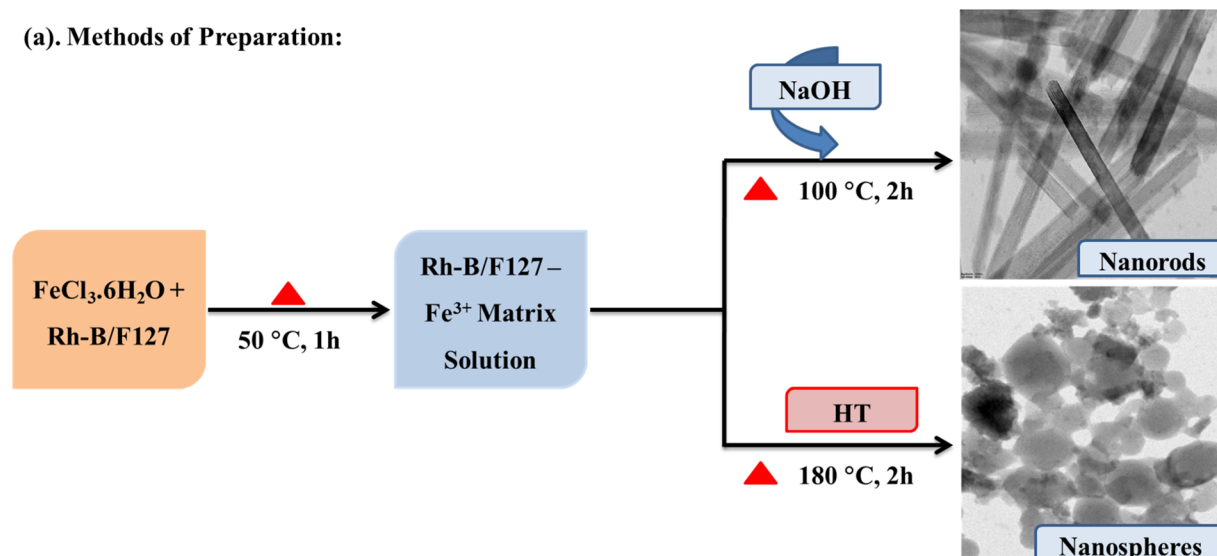 (a). Methods of Preparation:
NaOH
100 °C, 2h
Nanorods
FeCl₃.6H₂O +
Rh-B/F127
50 °C, 1h
Rh-B/F127 –
Fe³⁺ Matrix
Solution
HT
180 °C, 2h
Nanospheres